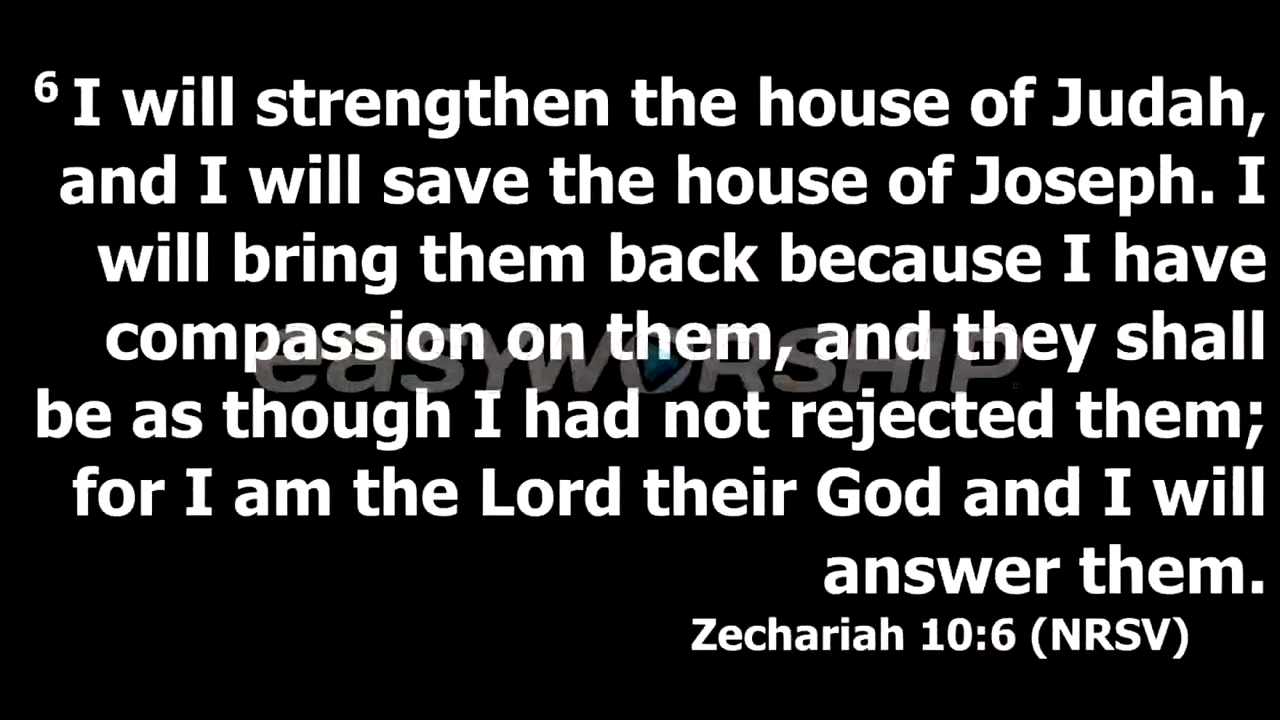 6 I will strengthen the house of Judah,
and I will save the house of Joseph. I
will bring them back because I have
compassion on them, and they shall
easyworship
be as though I had not rejected them;
for I am the Lord their God and I will
answer them.
Zechariah 10:6 (NRSV)